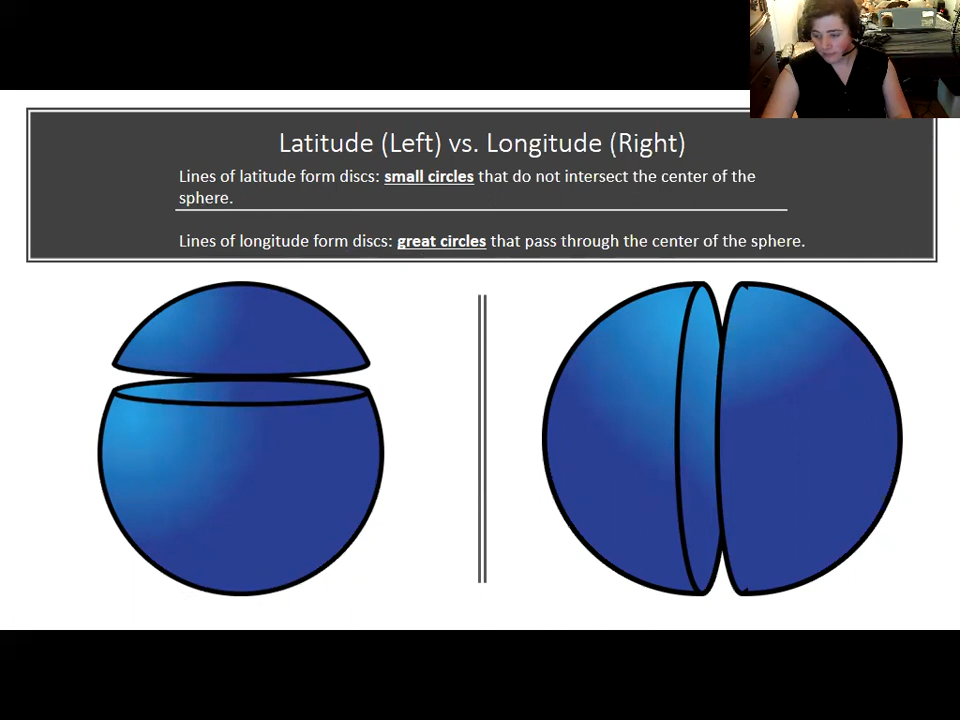 Latitude (Left) vs. Longitude (Right)
Lines of latitude form discs: small circles that do not intersect the center of the
sphere.
Lines of longitude form discs: great circles that pass through the center of the sphere.